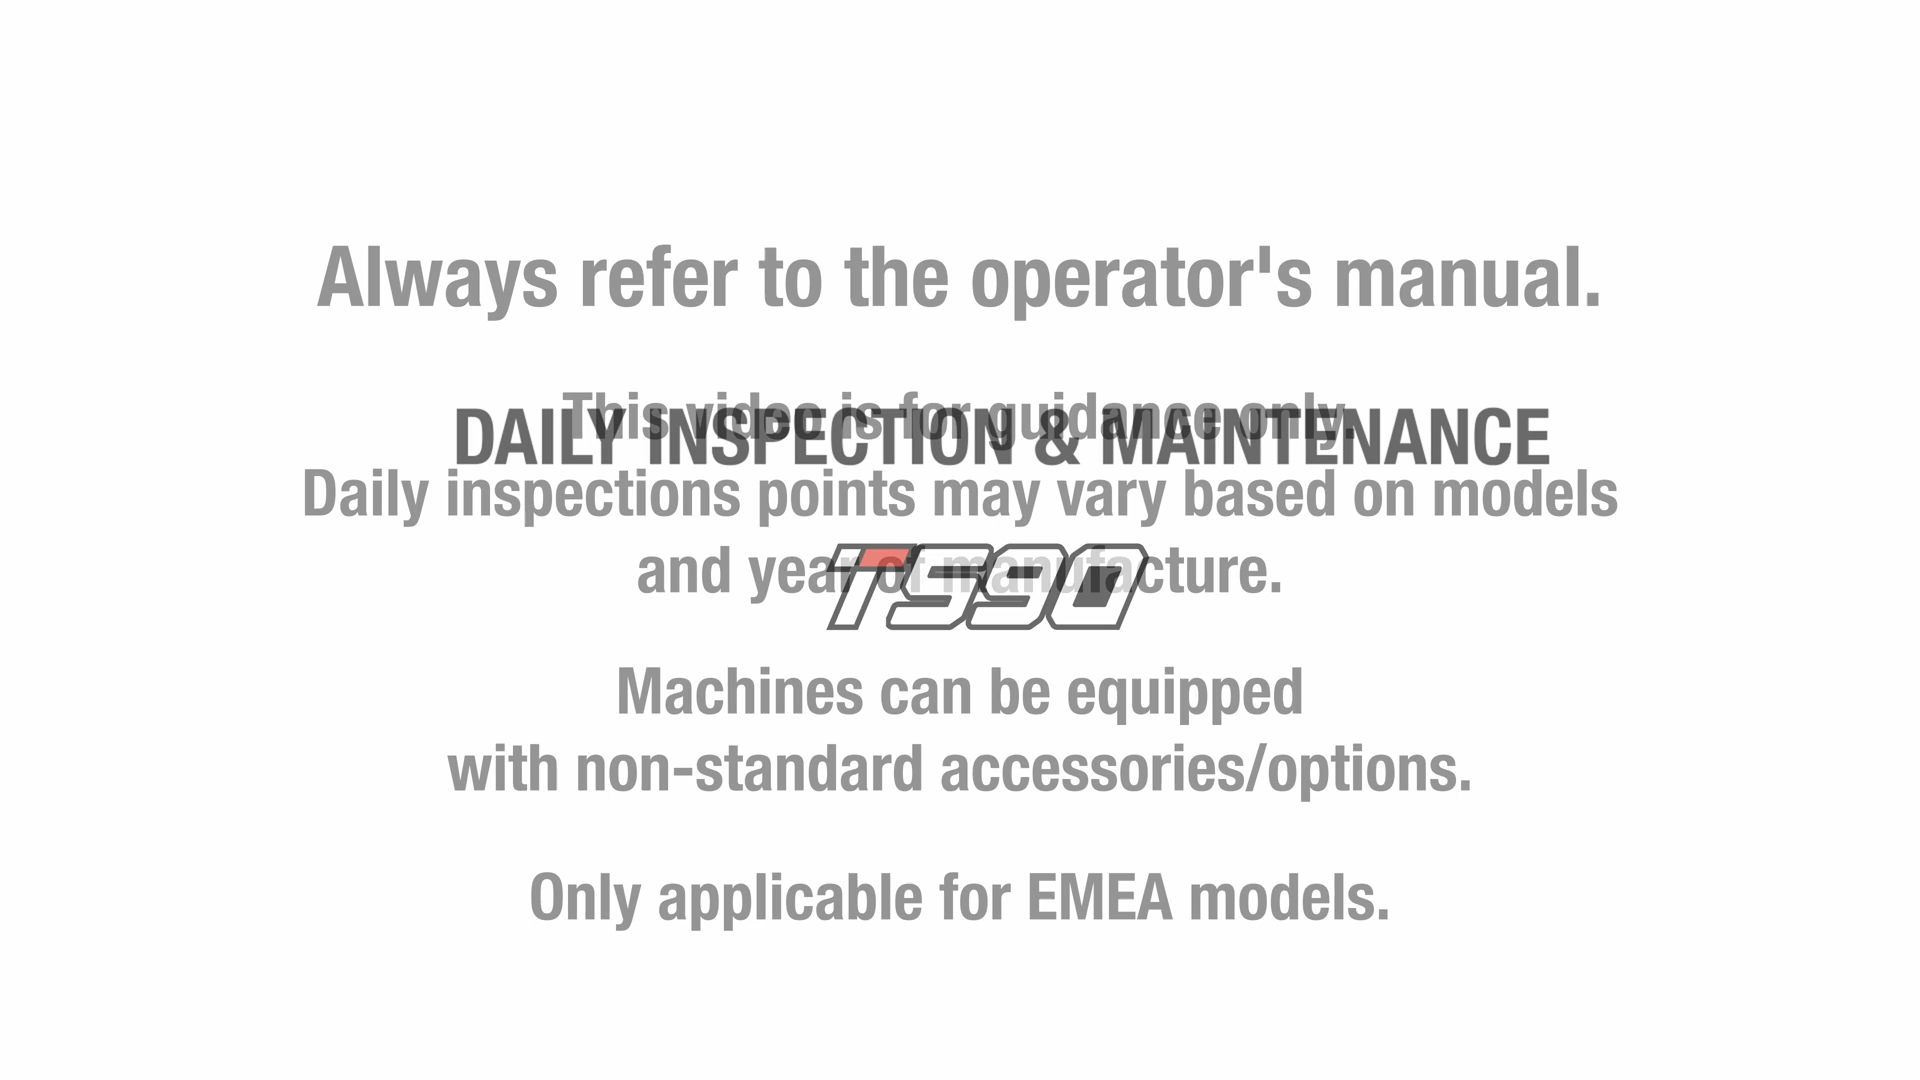 Always refer to the operator's manual.
This video is for guidance only.
DAILY INSPECTION & MAINTENANCE
Daily inspections points may vary based on models
and year of manufacture.
T590
Machines can be equipped
with non-standard accessories/options.
Only applicable for EMEA models.